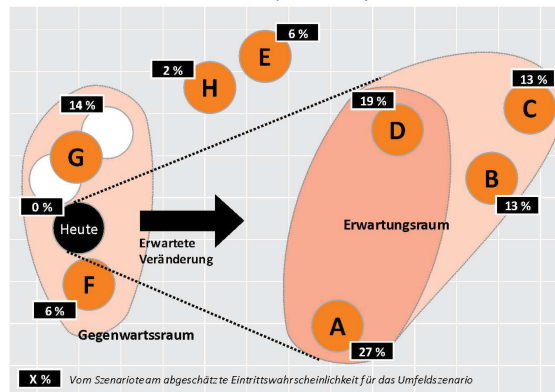 6 %
E
2 %
H
13 %
C
14 %
19 %
D
G
B
13 %
0 %
Heute
Erwartete
Veränderung
Erwartungsraum
F
6 %
Gegenwartssraum
A
27 %
X % Vom Szenarioteam abgeschätzte Eintrittswahrscheinlichkeit für das Umfeldszenario